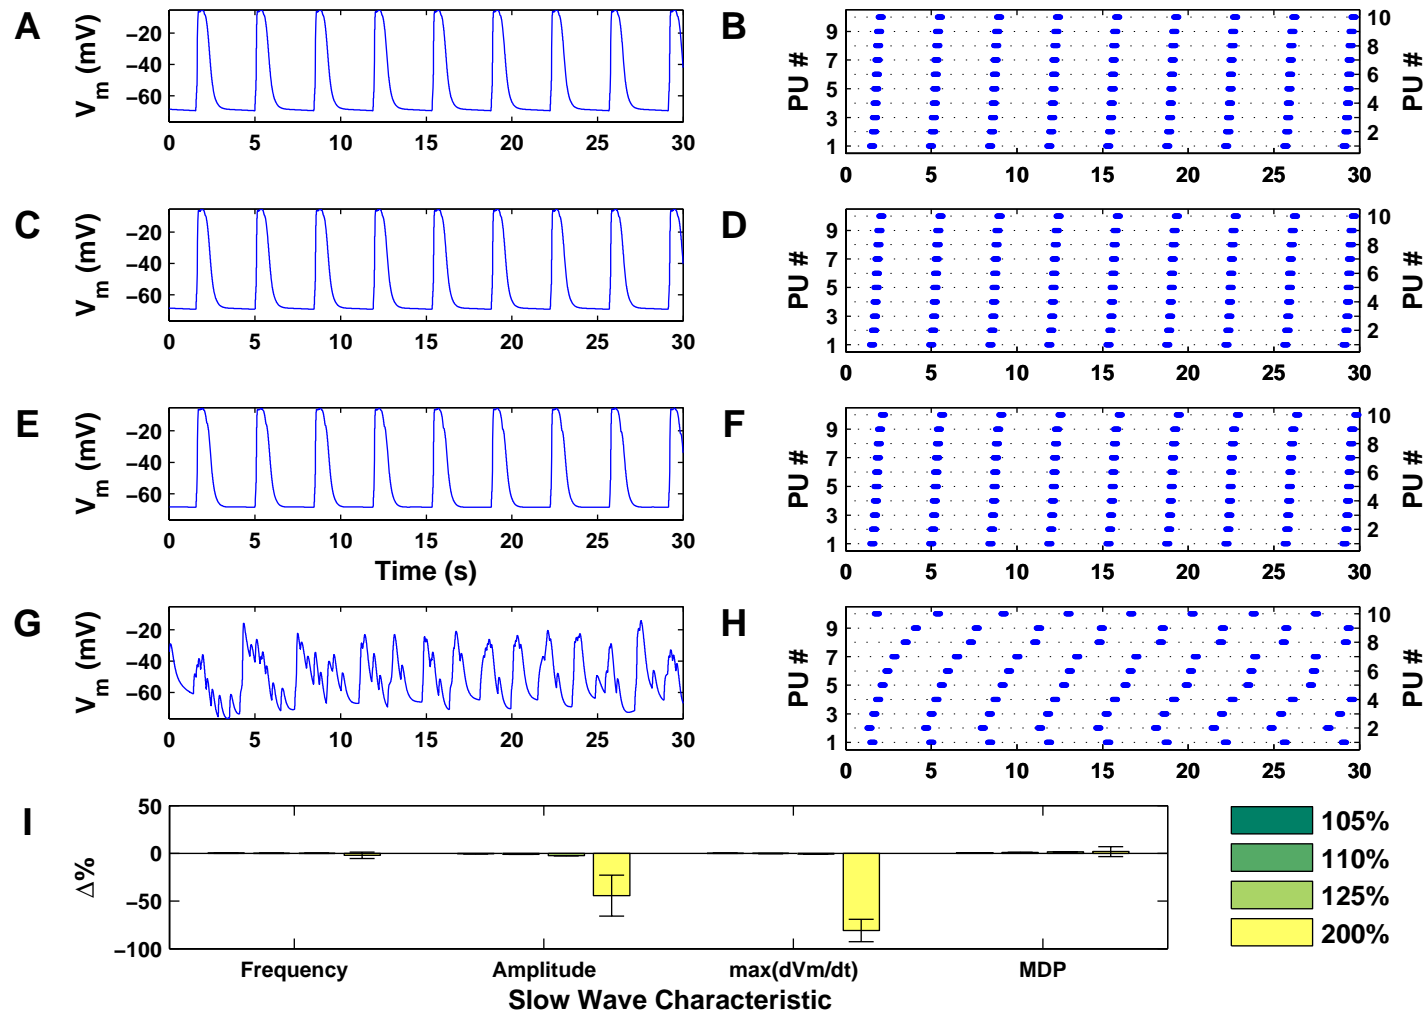 A
V_m (mV)
−20
−40
−60
0 5 10 15 20 25 30
B
PU #
9
7
5
3
1
10
8
6
4
2
PU #
0 5 10 15 20 25 30
C
V_m (mV)
−20
−40
−60
0 5 10 15 20 25 30
D
PU #
9
7
5
3
1
10
8
6
4
2
PU #
0 5 10 15 20 25 30
E
V_m (mV)
−20
−40
−60
0 5 10 15 20 25 30
Time (s)
F
PU #
9
7
5
3
1
10
8
6
4
2
PU #
0 5 10 15 20 25 30
G
V_m (mV)
−20
−40
−60
0 5 10 15 20 25 30
H
PU #
9
7
5
3
1
10
8
6
4
2
PU #
0 5 10 15 20 25 30
I
Δ%
50
0
−50
−100
Frequency Amplitude max(dVm/dt) MDP
Slow Wave Characteristic
105%
110%
125%
200%